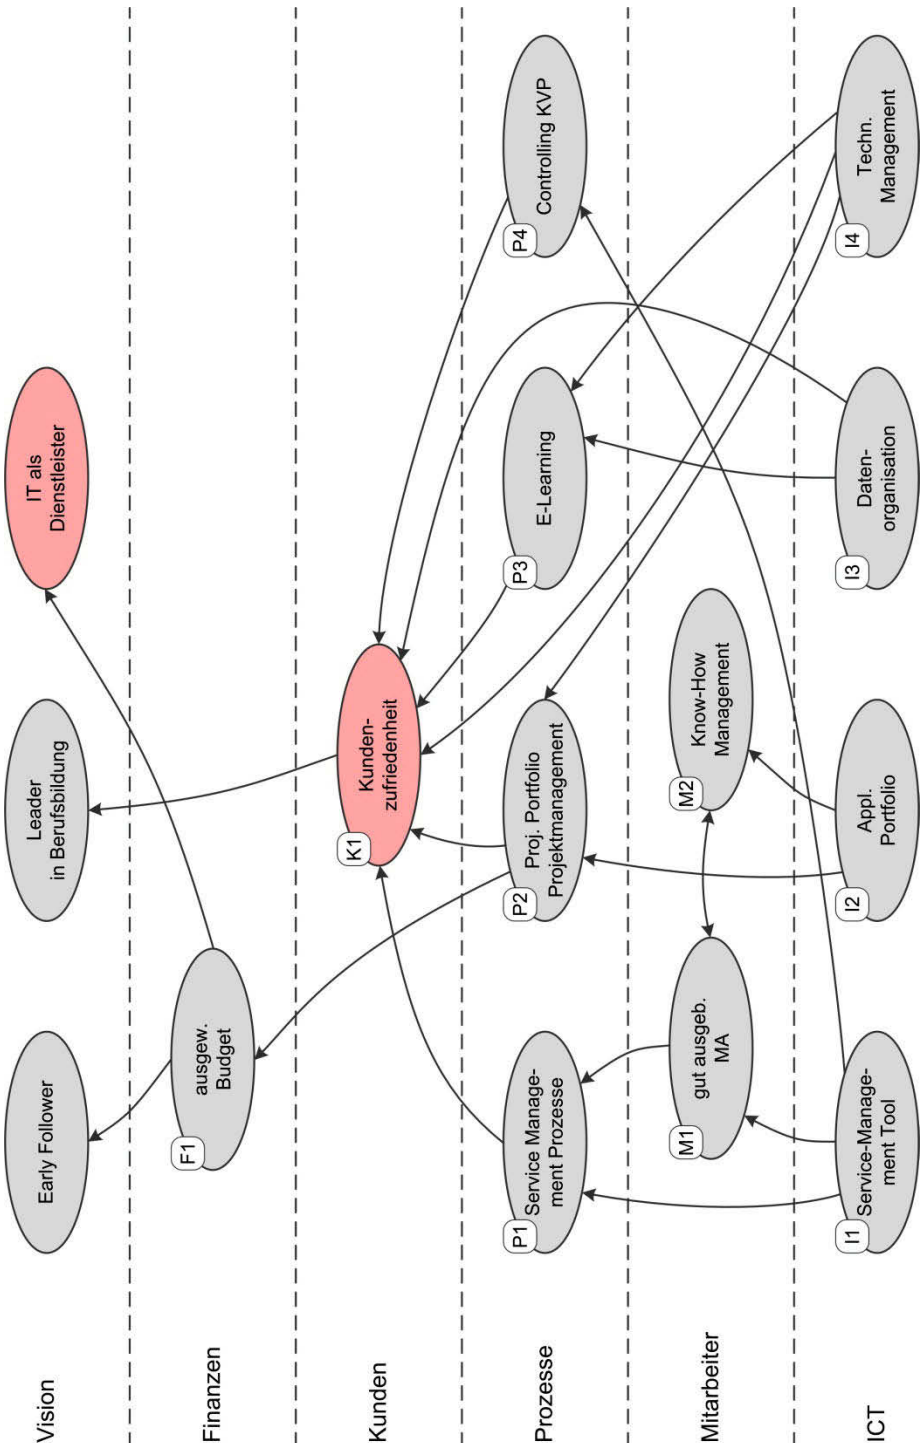 Vision
Early Follower
Leader
in Berufsbildung
IT als
Dienstleister
Finanzen
F1
ausgew.
Budget
Kunden
K1
Kunden-
zufriedenheit
Prozesse
P1
Service Manage-
ment Prozesse
P2
Proj. Portfolio
Projektmanagement
P3
E-Learning
P4
Controlling KVP
Mitarbeiter
M1
gut ausgeb.
MA
M2
Know-How
Management
ICT
I1
Service-Manage-
ment Tool
I2
Appl.
Portfolio
I3
Daten-
organisation
I4
Techn.
Management